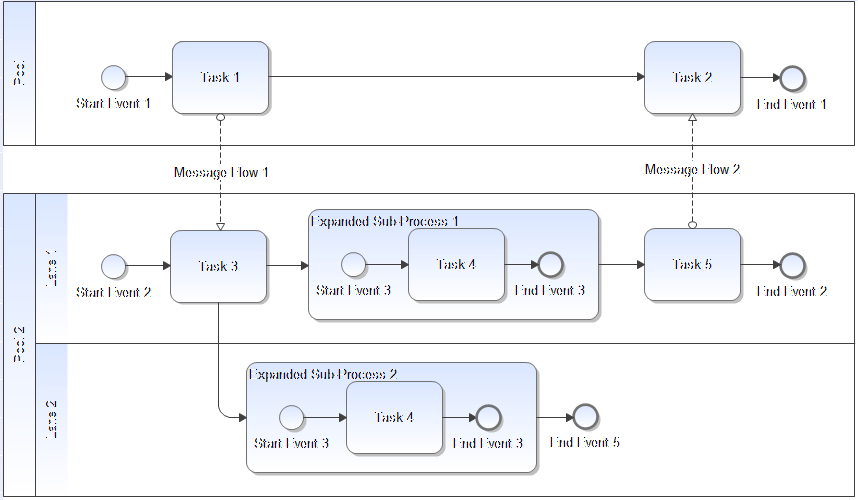 Pool
Start Event 1
Task 1
Task 2
End Event 1
Message Flow 1
Message Flow 2
Pool 2
Lane 1
Start Event 2
Task 3
Expanded Sub-Process 1
Start Event 3
Task 4
End Event 3
Task 5
End Event 2
Lane 2
Expanded Sub-Process 2
Start Event 3
Task 4
End Event 3
End Event 5